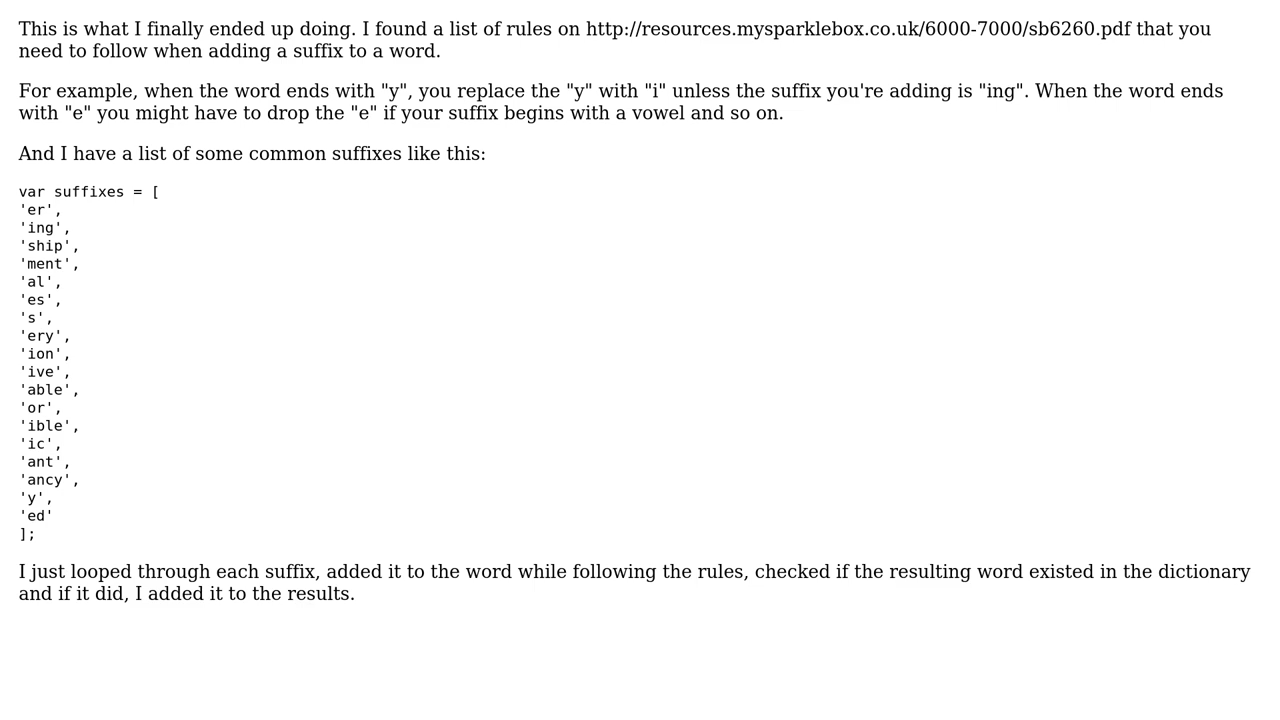 This is what I finally ended up doing. I found a list of rules on http://resources.mysparklebox.co.uk/6000-7000/sb6260.pdf that you
need to follow when adding a suffix to a word.
For example, when the word ends with "y", you replace the "y" with "i" unless the suffix you're adding is "ing". When the word ends
with "e" you might have to drop the "e" if your suffix begins with a vowel and so on.
And I have a list of some common suffixes like this:
var suffixes = [
'er',
'ing',
'ship',
'ment',
'al',
'es',
's',
'ery',
'ion',
'ive',
'able',
'or',
'ible',
'ic',
'ant',
'ancy',
'y',
'ed'
];
I just looped through each suffix, added it to the word while following the rules, checked if the resulting word existed in the dictionary
and if it did, I added it to the results.